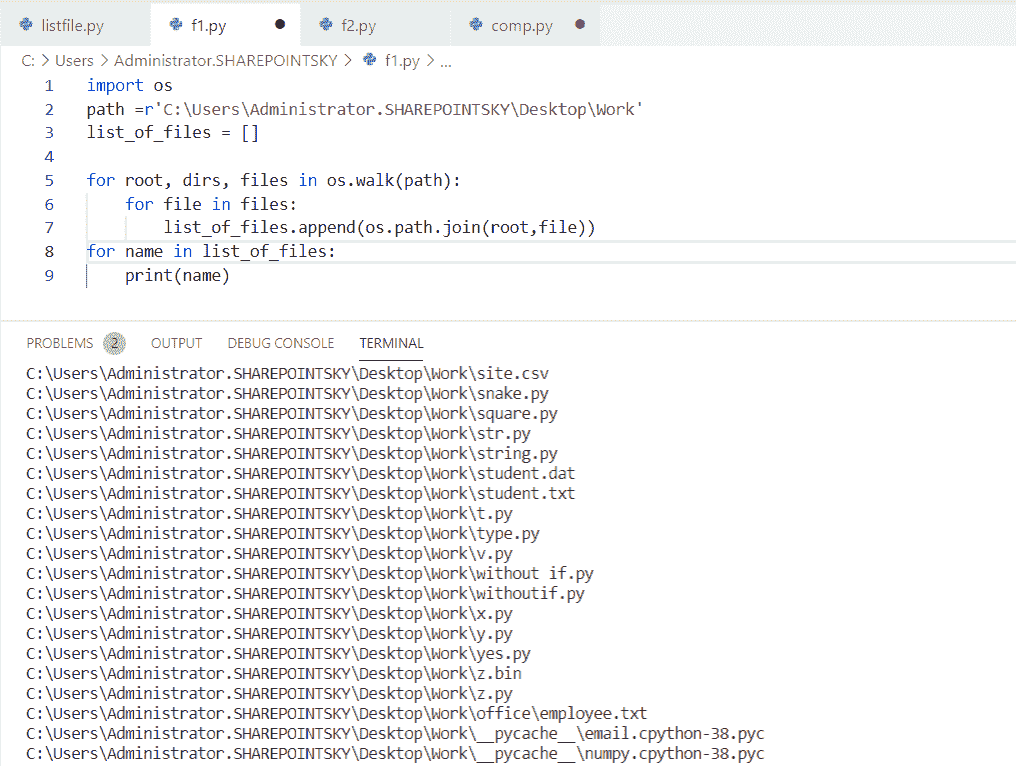 listfile.py f1.py f2.py comp.py
C: > Users > Administrator.SHAREPOINTSKY > f1.py > ...
1 import os
2 path =r'C:\Users\Administrator.SHAREPOINTSKY\Desktop\Work'
3 list_of_files = []
4
5 for root, dirs, files in os.walk(path):
6     for file in files:
7         list_of_files.append(os.path.join(root,file))
8 for name in list_of_files:
9     print(name)
PROBLEMS 2 OUTPUT DEBUG CONSOLE TERMINAL
C:\Users\Administrator.SHAREPOINTSKY\Desktop\Work\site.csv
C:\Users\Administrator.SHAREPOINTSKY\Desktop\Work\snake.py
C:\Users\Administrator.SHAREPOINTSKY\Desktop\Work\square.py
C:\Users\Administrator.SHAREPOINTSKY\Desktop\Work\str.py
C:\Users\Administrator.SHAREPOINTSKY\Desktop\Work\string.py
C:\Users\Administrator.SHAREPOINTSKY\Desktop\Work\student.dat
C:\Users\Administrator.SHAREPOINTSKY\Desktop\Work\student.txt
C:\Users\Administrator.SHAREPOINTSKY\Desktop\Work\t.py
C:\Users\Administrator.SHAREPOINTSKY\Desktop\Work\type.py
C:\Users\Administrator.SHAREPOINTSKY\Desktop\Work\v.py
C:\Users\Administrator.SHAREPOINTSKY\Desktop\Work\without if.py
C:\Users\Administrator.SHAREPOINTSKY\Desktop\Work\withoutif.py
C:\Users\Administrator.SHAREPOINTSKY\Desktop\Work\x.py
C:\Users\Administrator.SHAREPOINTSKY\Desktop\Work\y.py
C:\Users\Administrator.SHAREPOINTSKY\Desktop\Work\yes.py
C:\Users\Administrator.SHAREPOINTSKY\Desktop\Work\z.bin
C:\Users\Administrator.SHAREPOINTSKY\Desktop\Work\z.py
C:\Users\Administrator.SHAREPOINTSKY\Desktop\Work\office\employee.txt
C:\Users\Administrator.SHAREPOINTSKY\Desktop\Work\__pycache__\email.cpython-38.pyc
C:\Users\Administrator.SHAREPOINTSKY\Desktop\Work\__pycache__\numpy.cpython-38.pyc